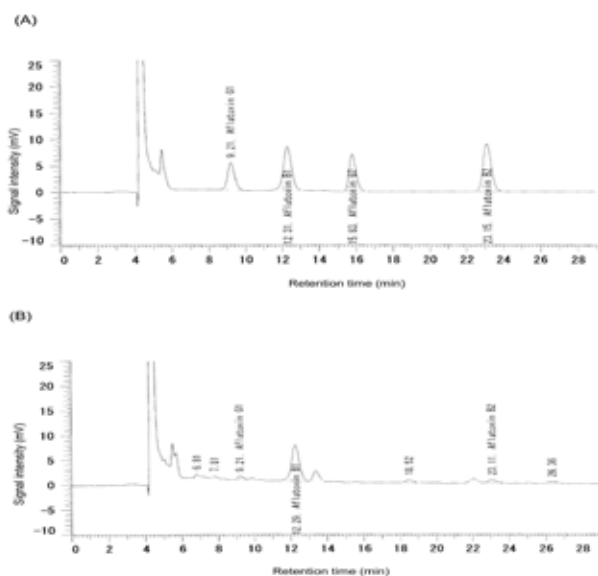 (A)
Signal intensity (mV)
25
20
15
10
5
0
−5
−10
9.21. Aflatoxin G1
12.31. Aflatoxin B1
15.83. Aflatoxin G2
23.15. Aflatoxin B2
0 2 4 6 8 10 12 14 16 18 20 22 24 26 28
Retention time (min)
(B)
Signal intensity (mV)
25
20
15
10
5
0
−5
−10
9.21. Aflatoxin G1
12.29. Aflatoxin B1
23.11. Aflatoxin B2
26.36
0 2 4 6 8 10 12 14 16 18 20 22 24 26 28
Retention time (min)